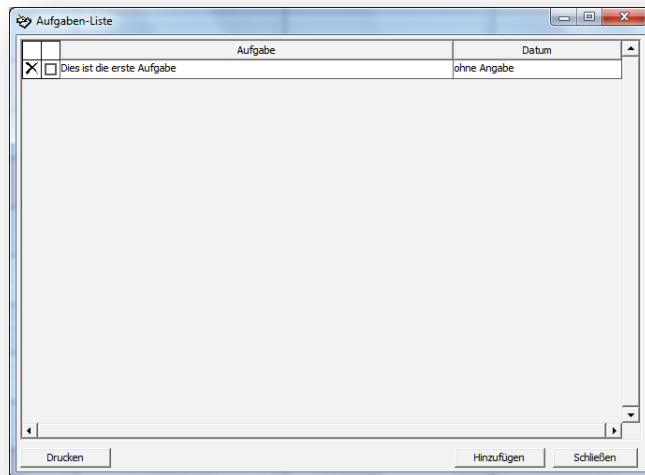 Aufgaben-Liste
Aufgabe Datum
Dies ist die erste Aufgabe ohne Angabe
Drucken Hinzufügen Schließen